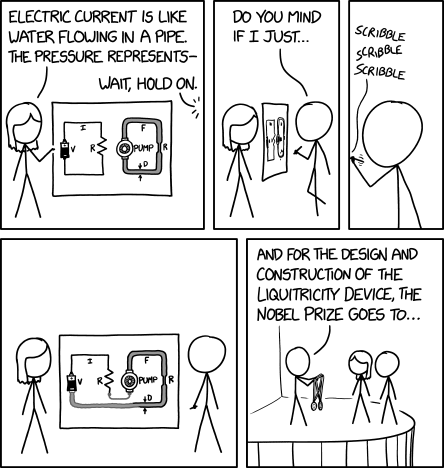 ELECTRIC CURRENT IS LIKE
WATER FLOWING IN A PIPE.
THE PRESSURE REPRESENTS–
WAIT, HOLD ON.
I
V
R
F
PUMP
R
D
DO YOU MIND
IF I JUST...
SCRIBBLE
SCRIBBLE
SCRIBBLE
I
V
R
F
PUMP
R
D
AND FOR THE DESIGN AND
CONSTRUCTION OF THE
LIQUITRICITY DEVICE, THE
NOBEL PRIZE GOES TO...